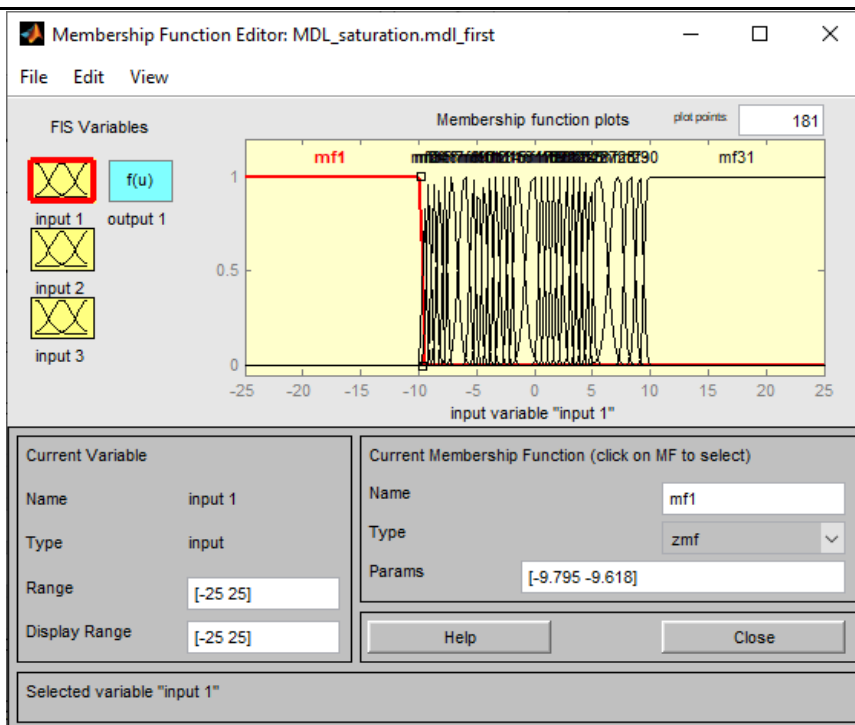 Membership Function Editor: MDL_saturation.mdl_first
File Edit View
FIS Variables
f(u)
input 1 output 1
input 2
input 3
Membership function plots
plot points: 181
mf1 mf31
1
0.5
0
-25 -20 -15 -10 -5 0 5 10 15 20 25
input variable "input 1"
Current Variable
Name input 1
Type input
Range [-25 25]
Display Range [-25 25]
Current Membership Function (click on MF to select)
Name mf1
Type zmf
Params [-9.795 -9.618]
Help Close
Selected variable "input 1"